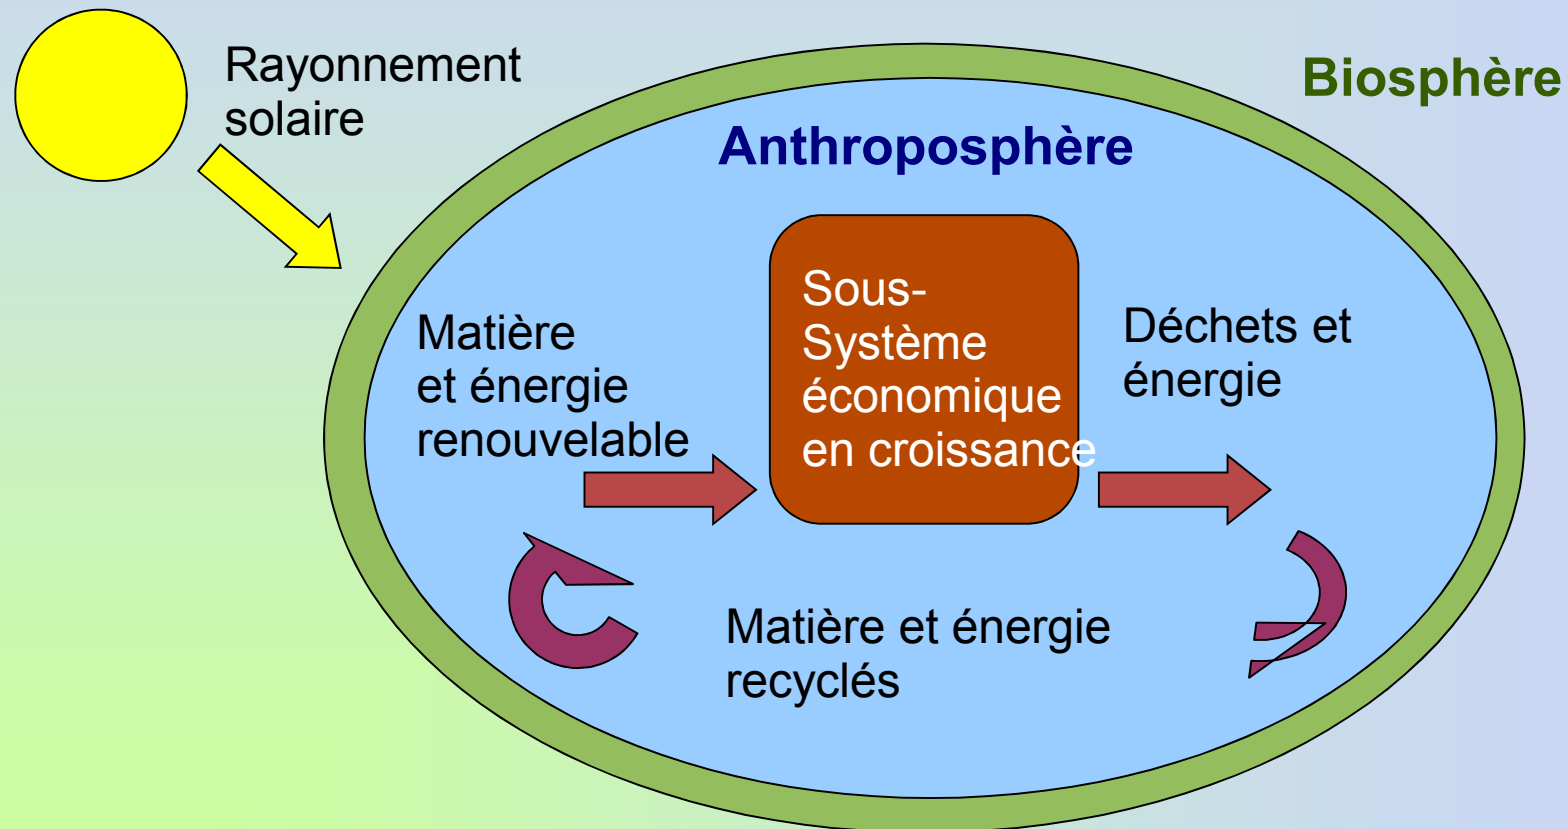 Rayonnement
solaire
Biosphère
Anthroposphère
Matière
et énergie
renouvelable
Sous-
Système
économique
en croissance
Déchets et
énergie
Matière et énergie
recyclés